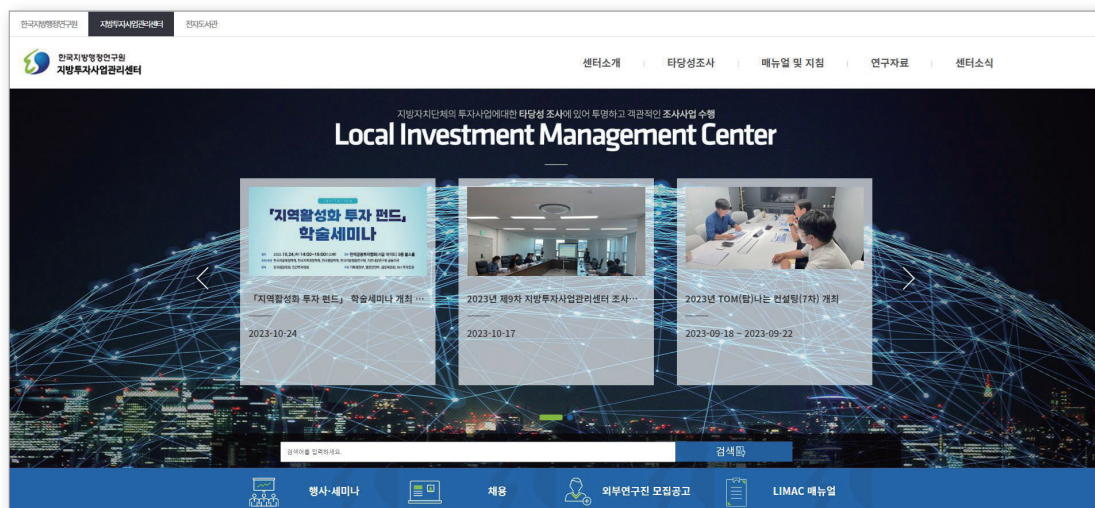 한국지방행정연구원 지방투자사업관리센터 전자도서관
한국지방행정연구원
지방투자사업관리센터
센터소개 타당성조사 매뉴얼 및 지침 연구자료 센터소식
지방자치단체의 투자사업에대한 타당성 조사에 있어 투명하고 객관적인 조사사업 수행
Local Investment Management Center
INVITATION
「지역활성화 투자 펀드」
학술세미나
「지역활성화 투자 펀드」 학술세미나 개최 …
2023-10-24
2023년 제9차 지방투자사업관리센터 조사…
2023-10-17
2023년 TOM(탐)나는 컨설팅(7차) 개최
2023-09-18 ~ 2023-09-22
검색어를 입력하세요. 검색
행사·세미나 채용 외부연구진 모집공고 LIMAC 매뉴얼